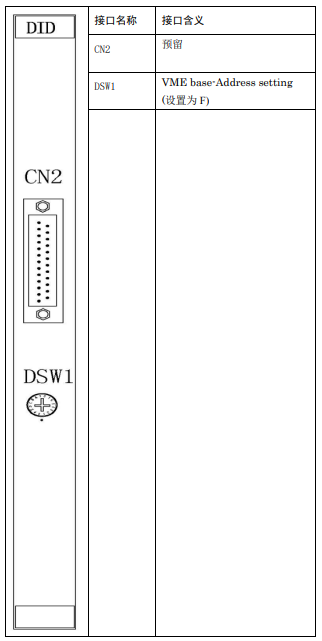 DID
接口名称 接口含义
CN2 预留
DSW1 VME base-Address setting
(设置为 F)
CN2
DSW1